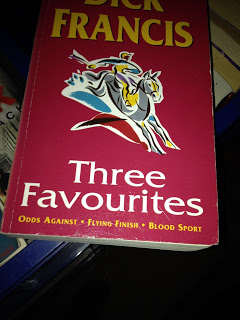 DICK
FRANCIS
Three
Favourites
ODDS AGAINST • FLYING FINISH • BLOOD SPORT